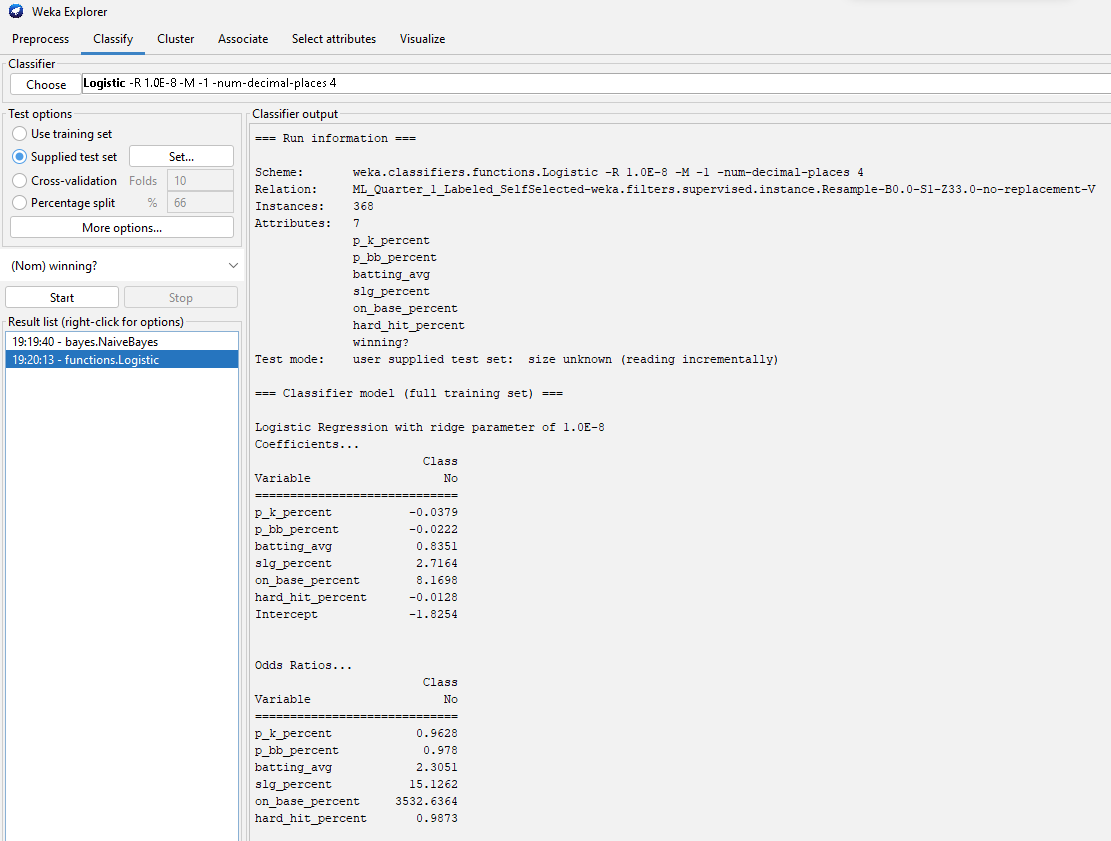 Weka Explorer
Preprocess Classify Cluster Associate Select attributes Visualize
Classifier
Choose Logistic -R 1.0E-8 -M -1 -num-decimal-places 4
Test options
Use training set
Supplied test set Set...
Cross-validation Folds 10
Percentage split % 66
More options...
(Nom) winning?
Start Stop
Result list (right-click for options)
19:19:40 - bayes.NaiveBayes
19:20:13 - functions.Logistic
Classifier output
=== Run information ===
Scheme: weka.classifiers.functions.Logistic -R 1.0E-8 -M -1 -num-decimal-places 4
Relation: ML_Quarter_1_Labeled_SelfSelected-weka.filters.supervised.instance.Resample-B0.0-S1-Z33.0-no-replacement-V
Instances: 368
Attributes: 7
p_k_percent
p_bb_percent
batting_avg
slg_percent
on_base_percent
hard_hit_percent
winning?
Test mode: user supplied test set: size unknown (reading incrementally)
=== Classifier model (full training set) ===
Logistic Regression with ridge parameter of 1.0E-8
Coefficients...
Class
Variable No
=============================
p_k_percent -0.0379
p_bb_percent -0.0222
batting_avg 0.8351
slg_percent 2.7164
on_base_percent 8.1698
hard_hit_percent -0.0128
Intercept -1.8254
Odds Ratios...
Class
Variable No
=============================
p_k_percent 0.9628
p_bb_percent 0.978
batting_avg 2.3051
slg_percent 15.1262
on_base_percent 3532.6364
hard_hit_percent 0.9873